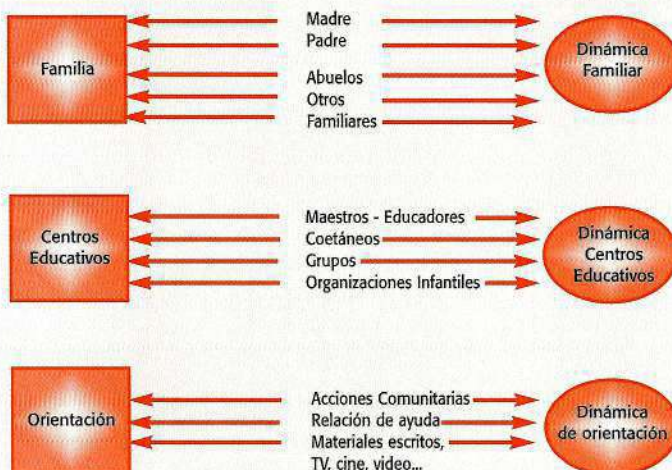 Familia
Madre
Padre
Abuelos
Otros
Familiares
Dinámica
Familiar
Centros
Educativos
Maestros - Educadores
Coetáneos
Grupos
Organizaciones Infantiles
Dinámica
Centros
Educativos
Orientación
Acciones Comunitarias
Relación de ayuda
Materiales escritos,
TV, cine, video...
Dinámica
de orientación